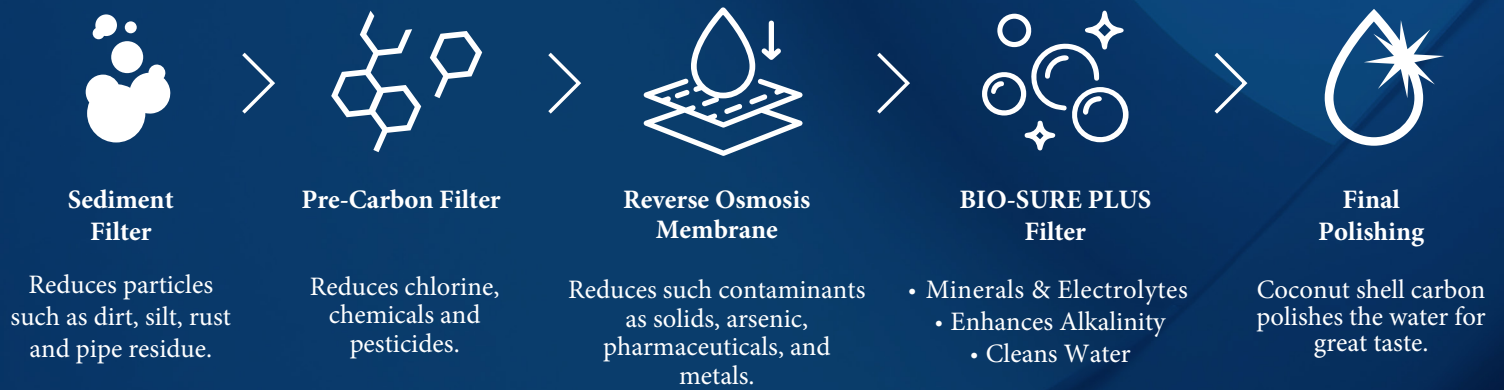 Sediment
Filter
Reduces particles
such as dirt, silt, rust
and pipe residue.
Pre-Carbon Filter
Reduces chlorine,
chemicals and
pesticides.
Reverse Osmosis
Membrane
Reduces such contaminants
as solids, arsenic,
pharmaceuticals, and
metals.
BIO-SURE PLUS
Filter
• Minerals & Electrolytes
• Enhances Alkalinity
• Cleans Water
Final
Polishing
Coconut shell carbon
polishes the water for
great taste.